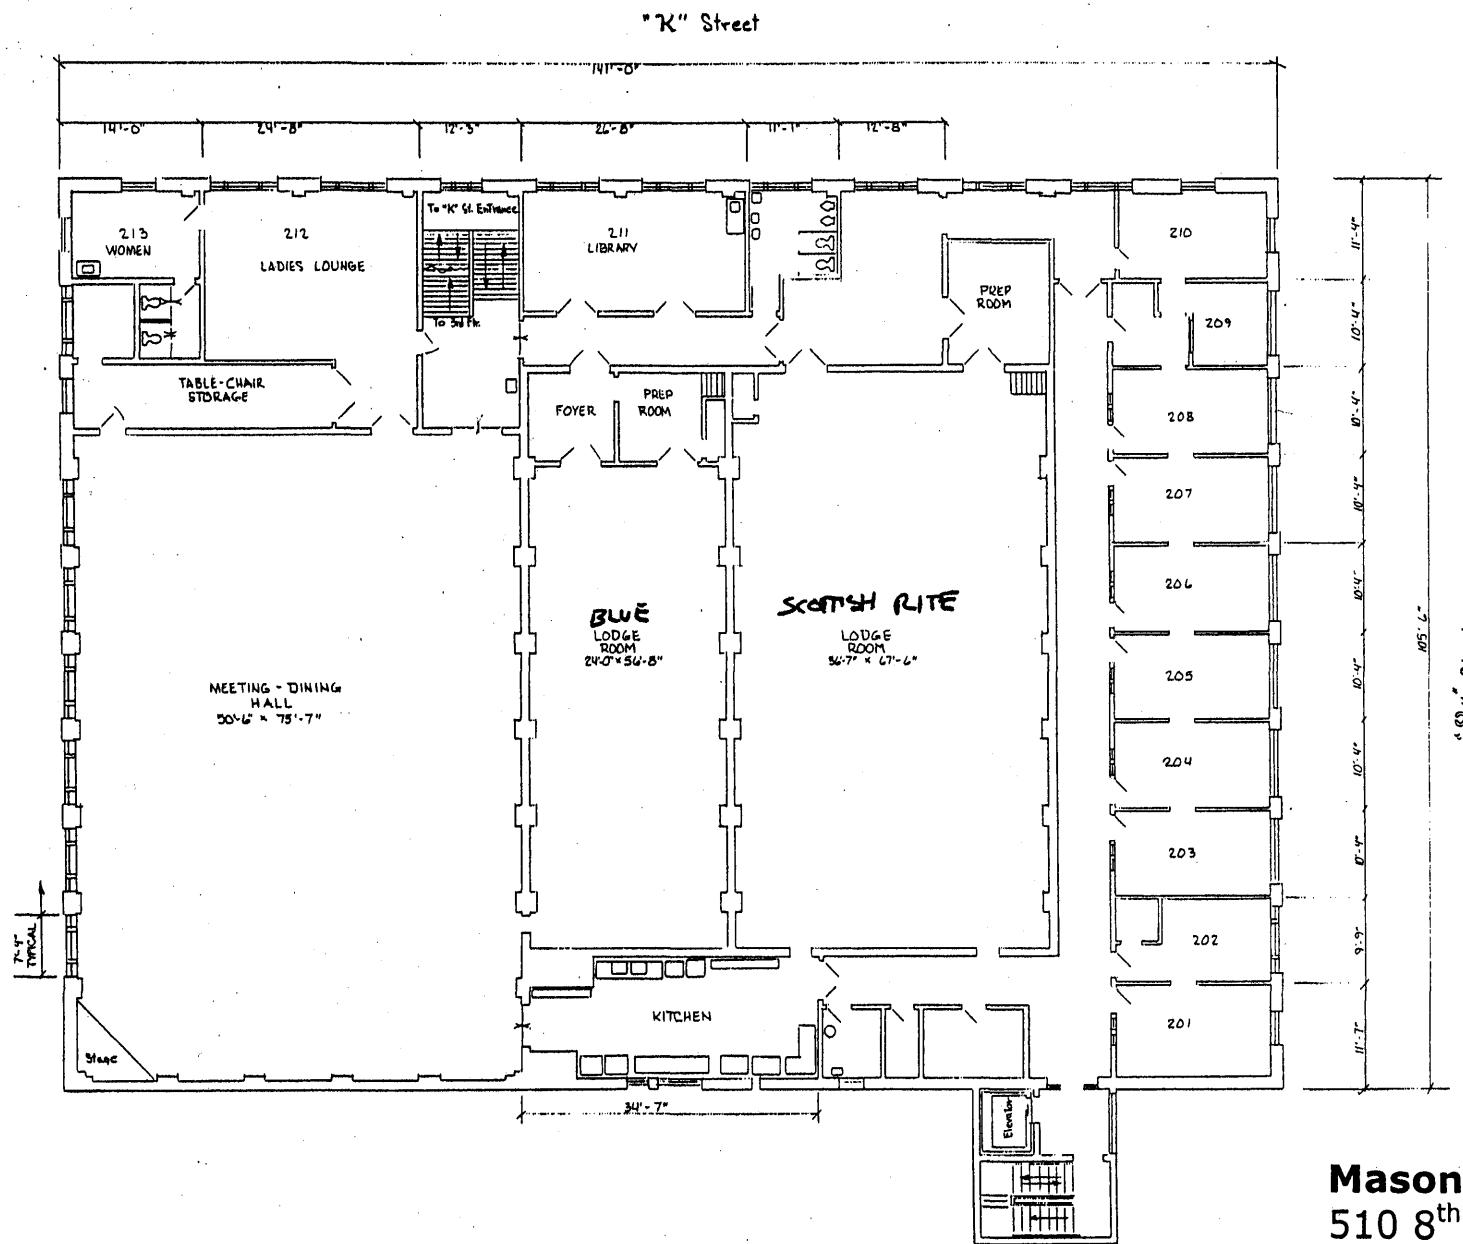 "K" Street
141'-0"
14'-0"
24'-8"
12'-3"
26'-8"
11'-1"
12'-8"
213
WOMEN
212
LADIES LOUNGE
To "K" St. Entrance
To 3rd Flr.
211
LIBRARY
PREP
ROOM
210
209
208
207
206
205
204
203
202
201
TABLE-CHAIR
STORAGE
FOYER
PREP
ROOM
MEETING - DINING
HALL
50'-6" x 75'-7"
BLUE
LODGE
ROOM
24'-0" x 56'-8"
SCOTTISH RITE
LODGE
ROOM
36'-7" x 67'-6"
KITCHEN
Stage
7'-4"
TYPICAL
34'-7"
Elevator
11'-4"
10'-4"
10'-4"
10'-4"
10'-4"
10'-4"
10'-4"
10'-4"
9'-9"
11'-7"
105'-6"
Mason
510 8th